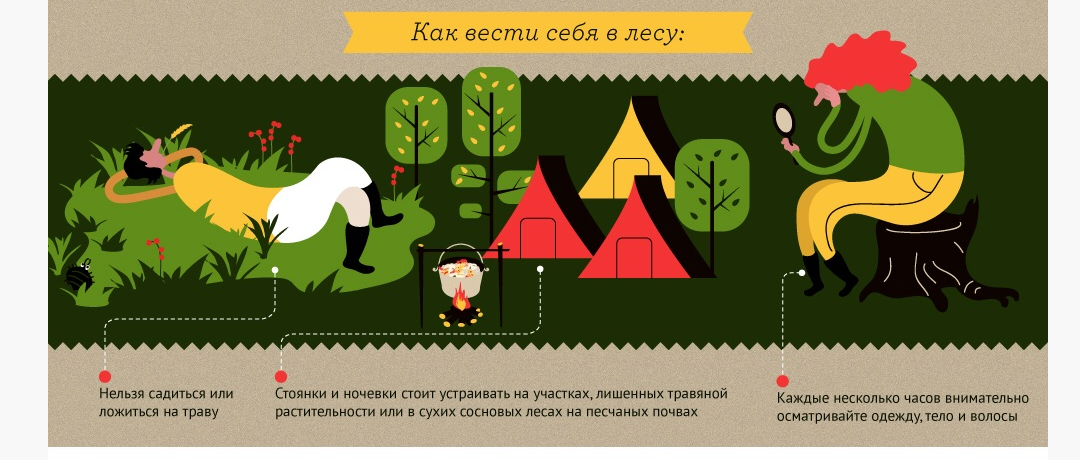 Как вести себя в лесу:
Нельзя садиться или
ложиться на траву
Стоянки и ночевки стоит устраивать на участках, лишенных травяной
растительности или в сухих сосновых лесах на песчаных почвах
Каждые несколько часов внимательно
осматривайте одежду, тело и волосы